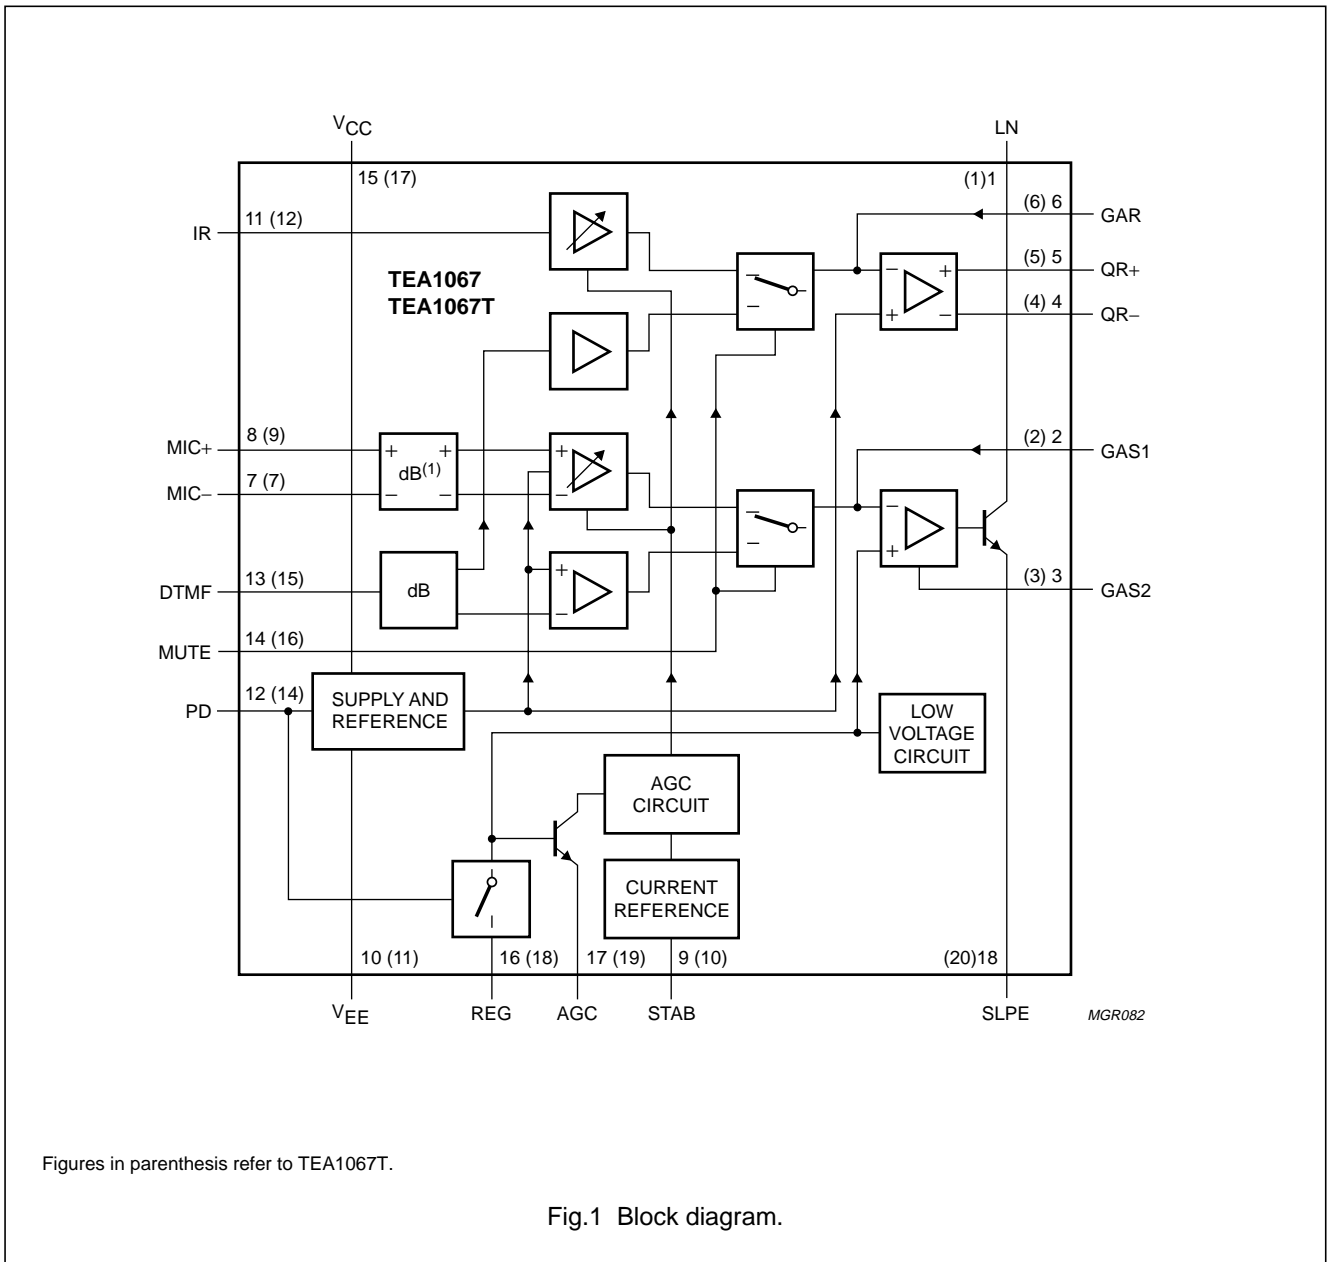 VCC
LN
15 (17)
(1)1
11 (12)
(6) 6
IR
GAR
TEA1067
TEA1067T
(5) 5
QR+
(4) 4
QR−
− + + −
8 (9)
MIC+
+ + − −
dB(1)
+ −
7 (7)
MIC−
(2) 2
GAS1
− +
13 (15)
DTMF
dB
+ −
(3) 3
GAS2
14 (16)
MUTE
12 (14)
PD
SUPPLY AND
REFERENCE
LOW
VOLTAGE
CIRCUIT
AGC
CIRCUIT
CURRENT
REFERENCE
10 (11)
16 (18)
17 (19)
9 (10)
(20)18
VEE
REG
AGC
STAB
SLPE
MGR082
Figures in parenthesis refer to TEA1067T.
Fig.1 Block diagram.